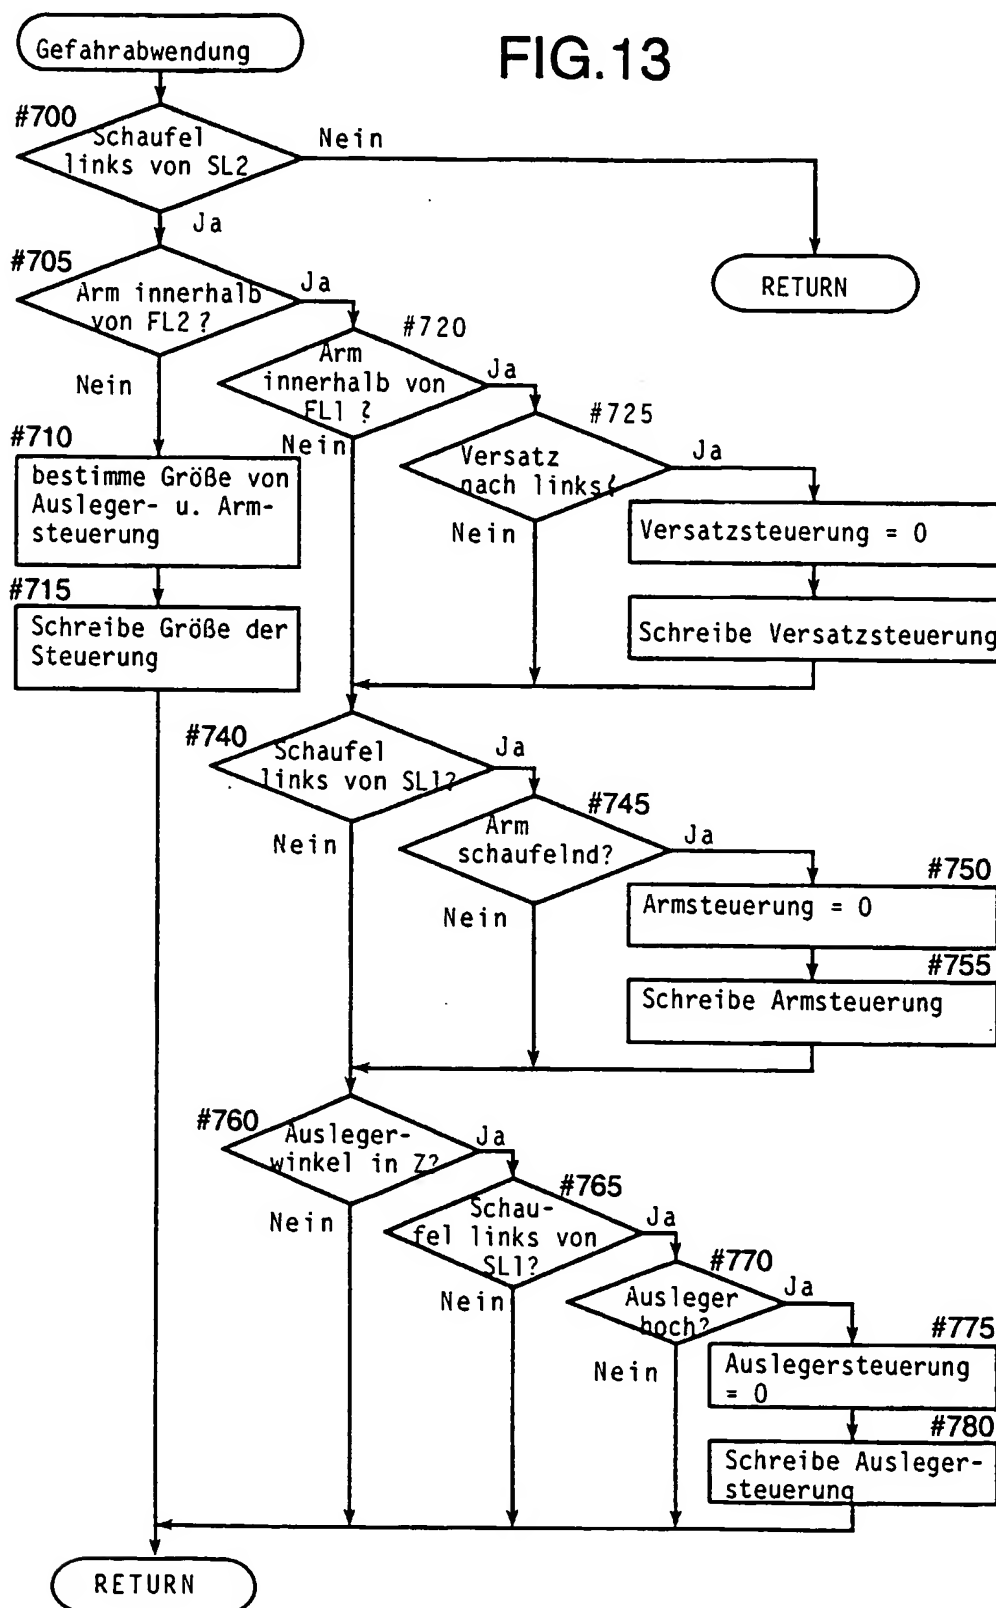 FIG.13
Gefahrabwendung
#700
Schaufel
links von SL2
Nein
Ja
RETURN
#705
Arm innerhalb
von FL2?
Ja
Nein
#720
Arm
innerhalb von
FL1 ?
Ja
Nein
#725
Versatz
nach links?
Ja
Nein
#710
bestimme Größe von
Ausleger- u. Arm-
steuerung
Versatzsteuerung = 0
#715
Schreibe Größe der
Steuerung
Schreibe Versatzsteuerung
#740
Schaufel
links von SL1?
Ja
Nein
#745
Arm
schaufelnd?
Ja
Nein
#750
Armsteuerung = 0
#755
Schreibe Armsteuerung
#760
Ausleger-
winkel in Z?
Ja
Nein
#765
Schau-
fel links von
SL1?
Ja
Nein
#770
Ausleger
hoch?
Ja
Nein
#775
Auslegersteuerung
= 0
#780
Schreibe Ausleger-
steuerung
RETURN